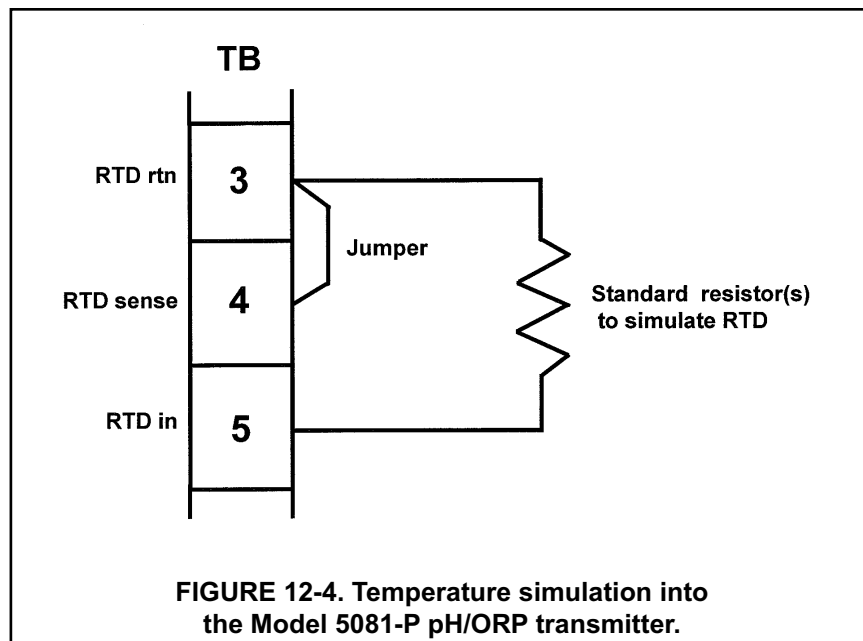 TB
RTD rtn
3
Jumper
RTD sense
4
Standard resistor(s)
to simulate RTD
RTD in
5
FIGURE 12-4. Temperature simulation into
the Model 5081-P pH/ORP transmitter.